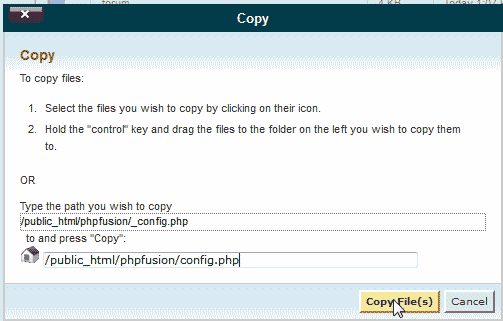 forum 4 KB Today 1:07
Copy
Copy
To copy files:
1. Select the files you wish to copy by clicking on their icon.
2. Hold the "control" key and drag the files to the folder on the left you wish to copy them
to.
OR
Type the path you wish to copy
/public_html/phpfusion/_config.php
to and press "Copy":
/public_html/phpfusion/config.php
Copy File(s) Cancel